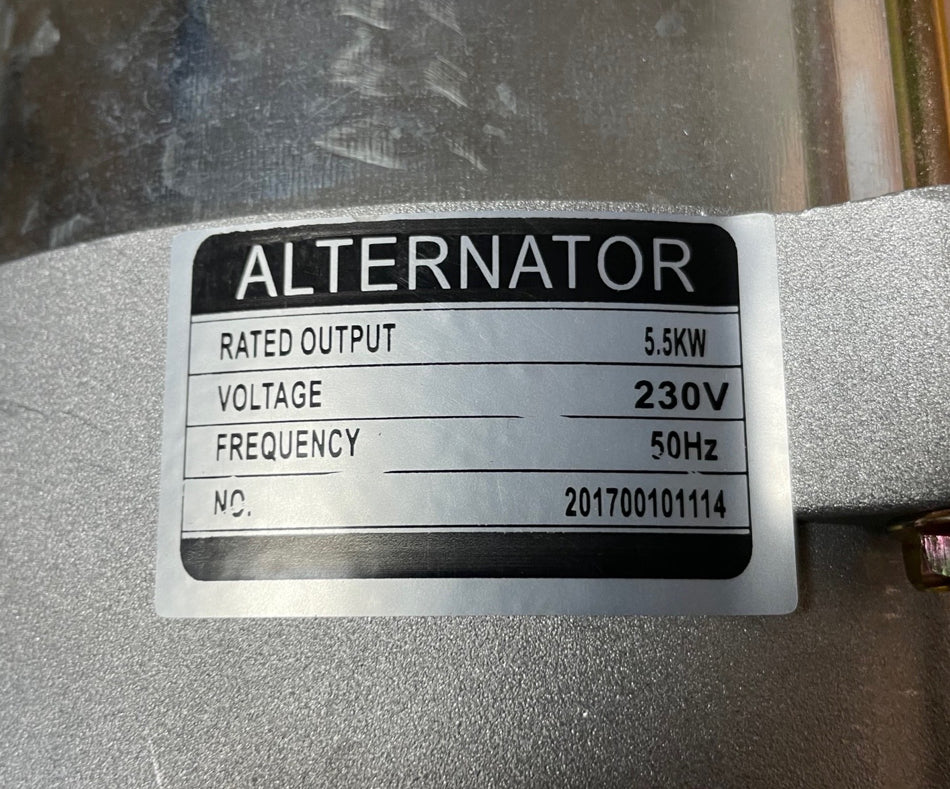 ALTERNATOR
RATED OUTPUT 5.5KW
VOLTAGE 230V
FREQUENCY 50Hz
NO. 201700101114